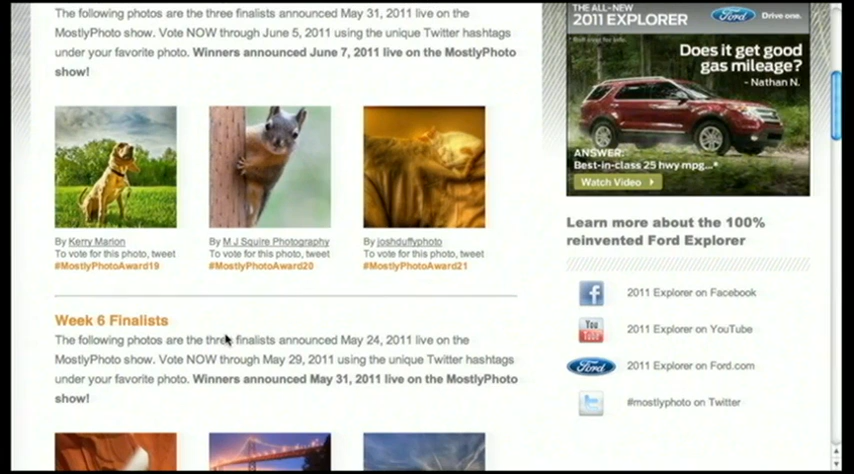 The following photos are the three finalists announced May 31, 2011 live on the
MostlyPhoto show. Vote NOW through June 5, 2011 using the unique Twitter hashtags
under your favorite photo. Winners announced June 7, 2011 live on the MostlyPhoto
show!
By Kerry Marion
To vote for this photo, tweet
#MostlyPhotoAward19
By M J Squire Photography
To vote for this photo, tweet
#MostlyPhotoAward20
By joshduffyphoto
To vote for this photo, tweet
#MostlyPhotoAward21
Week 6 Finalists
The following photos are the three finalists announced May 24, 2011 live on the
MostlyPhoto show. Vote NOW through May 29, 2011 using the unique Twitter hashtags
under your favorite photo. Winners announced May 31, 2011 live on the MostlyPhoto
show!
THE ALL-NEW
2011 EXPLORER
Ford
Drive one.
Does it get good
gas mileage?
- Nathan N.
ANSWER:
Best-in-class 25 hwy mpg...*
Watch Video
Learn more about the 100%
reinvented Ford Explorer
2011 Explorer on Facebook
You
Tube
2011 Explorer on YouTube
Ford
2011 Explorer on Ford.com
#mostlyphoto on Twitter